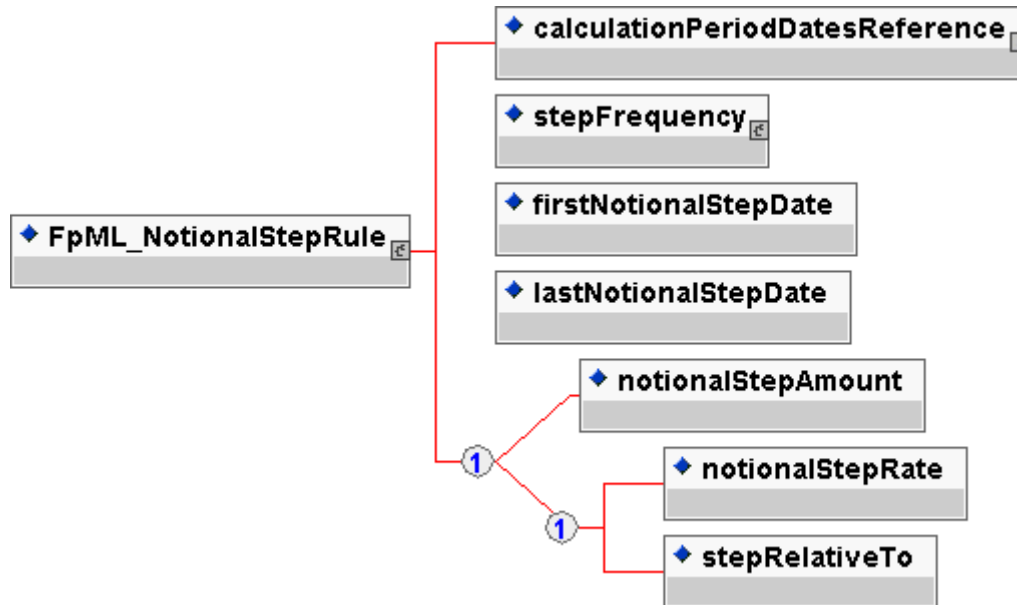 calculationPeriodDatesReference
stepFrequency
firstNotionalStepDate
FpML_NotionalStepRule
lastNotionalStepDate
notionalStepAmount
1
notionalStepRate
1
stepRelativeTo